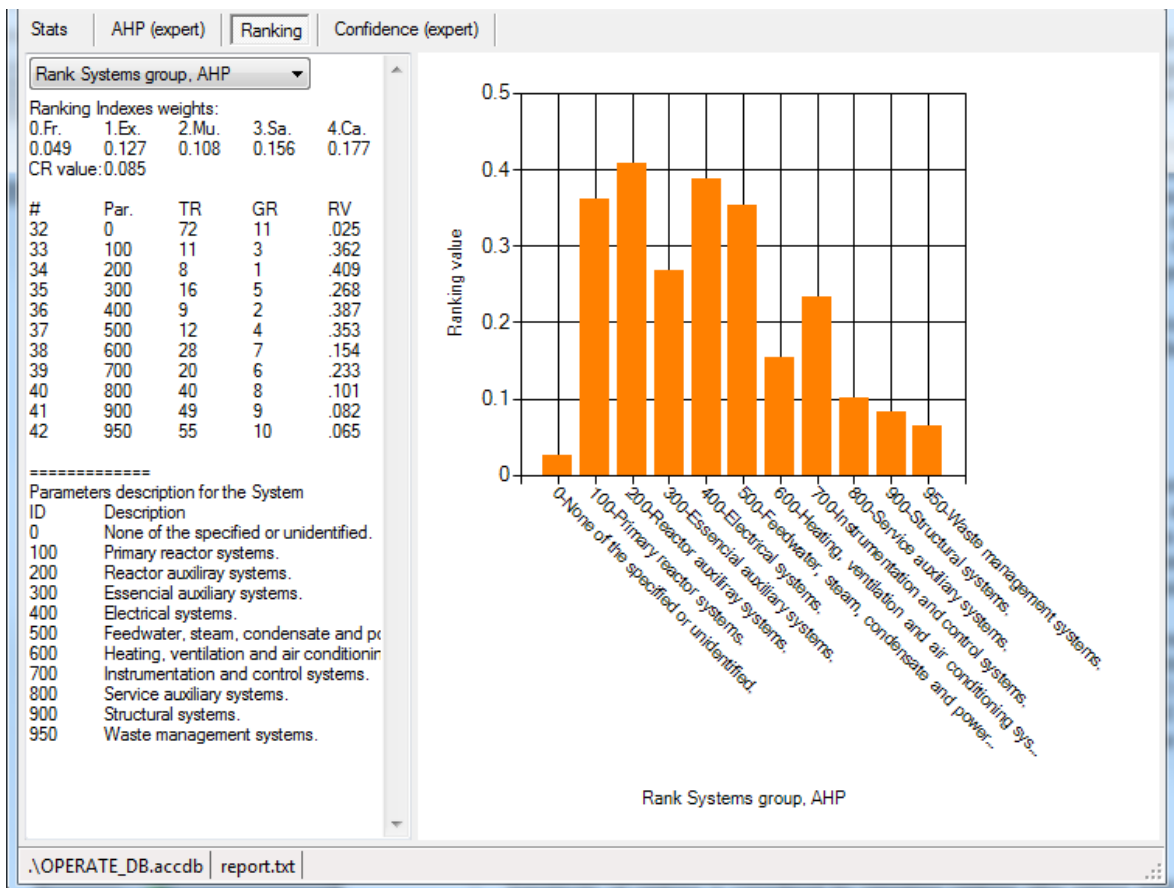 Stats AHP (expert) Ranking Confidence (expert)
Rank Systems group, AHP
Ranking Indexes weights:
0.Fr. 1.Ex. 2.Mu. 3.Sa. 4.Ca.
0.049 0.127 0.108 0.156 0.177
CR value:0.085
# Par. TR GR RV
32 0 72 11 .025
33 100 11 3 .362
34 200 8 1 .409
35 300 16 5 .268
36 400 9 2 .387
37 500 12 4 .353
38 600 28 7 .154
39 700 20 6 .233
40 800 40 8 .101
41 900 49 9 .082
42 950 55 10 .065
=============
Parameters description for the System
ID Description
0 None of the specified or unidentified.
100 Primary reactor systems.
200 Reactor auxiliray systems.
300 Essencial auxiliary systems.
400 Electrical systems.
500 Feedwater, steam, condensate and po
600 Heating, ventilation and air conditionin
700 Instrumentation and control systems.
800 Service auxiliary systems.
900 Structural systems.
950 Waste management systems.
Ranking value
0.5
0.4
0.3
0.2
0.1
0
0-None of the specified or unidentified.
100-Primary reactor systems.
200-Reactor auxiliray systems.
300-Essencial auxiliary systems.
400-Electrical systems.
500-Feedwater, steam, condensate and power...
600-Heating, ventilation and air conditioning sys...
700-Instrumentation and control systems.
800-Service auxiliary systems.
900-Structural systems.
950-Waste management systems.
Rank Systems group, AHP
.\OPERATE_DB.accdb report.txt